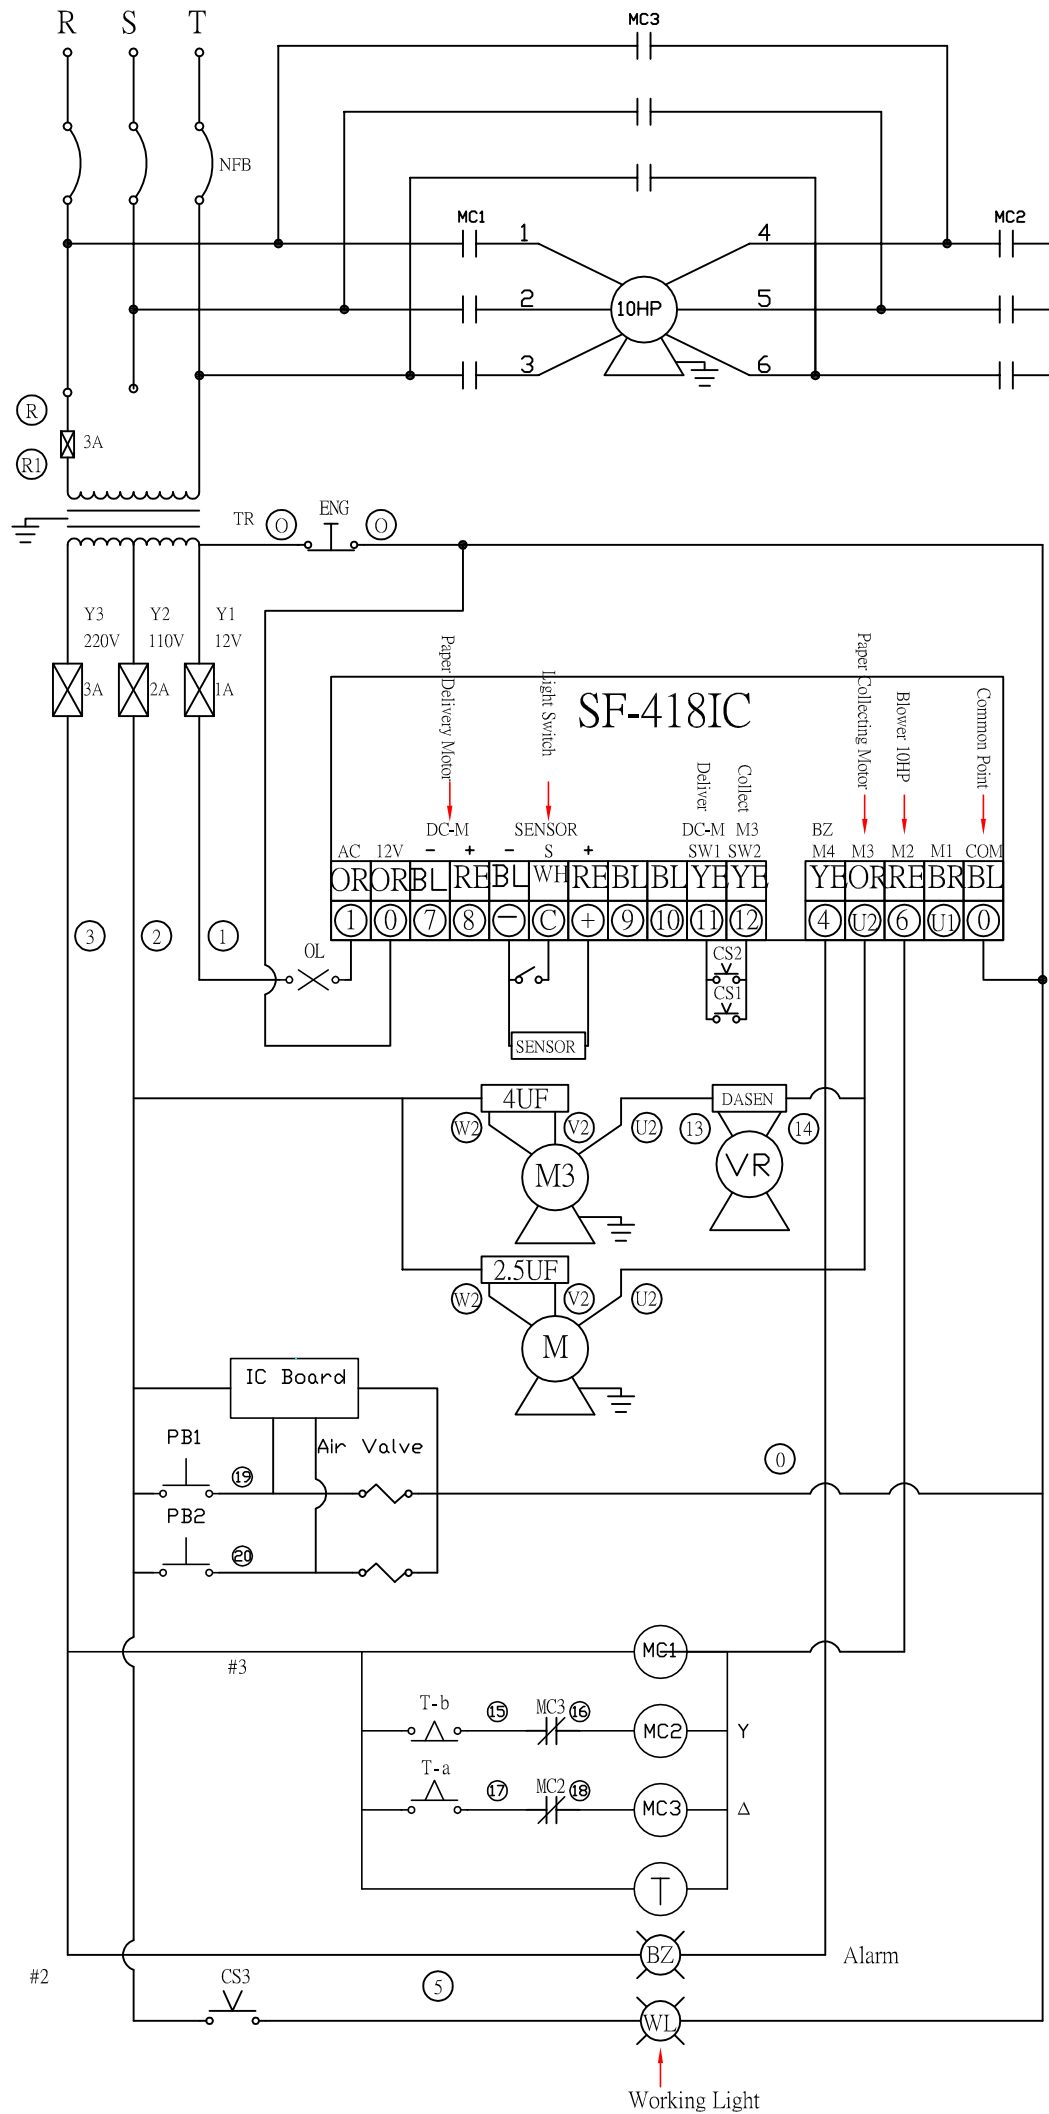 R S T
MC3
NFB
MC1
MC2
1
4
2
10HP
5
3
6
R
3A
R1
TR
O
ENG
O
Y3
220V
Y2
110V
Y1
12V
3A
2A
1A
SF-418IC
Paper Delivery Motor
Light Switch
Deliver
Collect
Paper Collecting Motor
Blower 10HP
Common Point
DC-M
SENSOR
DC-M
M3
BZ
AC
12V
-
+
-
S
+
SW1
SW2
M4
M3
M2
M1
COM
OR OR BL RE BL WH RE BL BL YE YE YE OR RE BR BL
1 0 7 8 - C + 9 10 11 12 4 U2 6 U1 0
3
2
1
OL
CS2
CS1
SENSOR
4UF
DASEN
W2
V2
U2
13
14
M3
VR
2.5UF
W2
V2
U2
M
IC Board
PB1
Air Valve
19
0
PB2
20
MC1
#3
T-b
15
MC3
16
MC2
Y
T-a
17
MC2
18
MC3
Δ
T
BZ
Alarm
#2
CS3
5
WL
Working Light